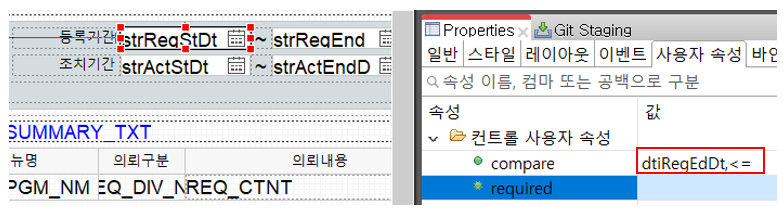 등록기간 strReqStDt ~ strReqEnd
조치기간 strActStDt ~ strActEndD
SUMMARY_TXT
뉴명 의뢰구분 의뢰내용
PGM_NM EQ_DIV_N REQ_CTNT
Properties Git Staging
일반 스타일 레이아웃 이벤트 사용자 속성 바인
속성 이름, 컴마 또는 공백으로 구분
속성 값
컨트롤 사용자 속성
compare dtiReqEdDt,<=
required